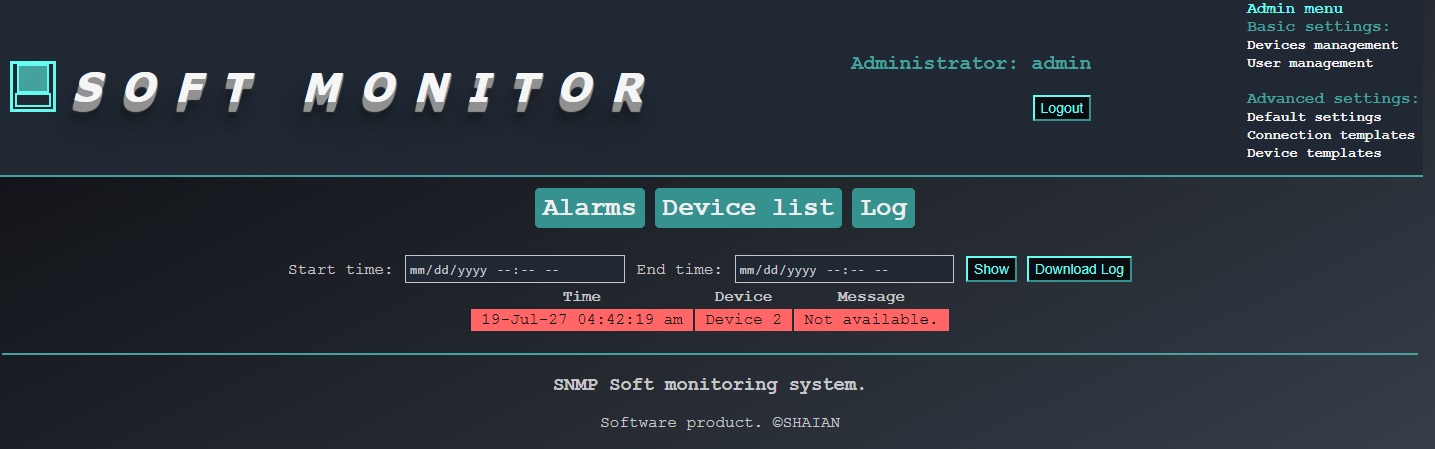 SOFT MONITOR
Administrator: admin
Logout
Admin menu
Basic settings:
Devices management
User management
Advanced settings:
Default settings
Connection templates
Device templates
Alarms Device list Log
Start time: mm/dd/yyyy --:-- -- End time: mm/dd/yyyy --:-- -- Show Download Log
Time Device Message
19-Jul-27 04:42:19 am Device 2 Not available.
SNMP Soft monitoring system.
Software product. ©SHAIAN